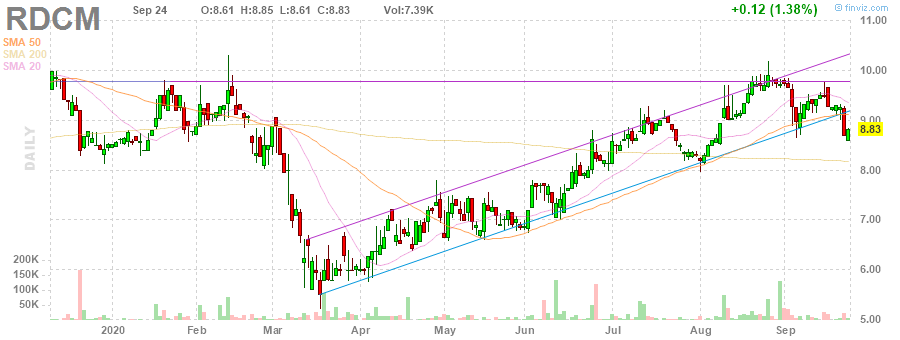 RDCM
Sep 24 O:8.61 H:8.85 L:8.61 C:8.83 Vol:7.39K +0.12 (1.38%)
© finviz.com
SMA 50
SMA 200
SMA 20
DAILY
11.00
10.00
9.00
8.83
8.00
7.00
6.00
5.00
200K
150K
100K
50K
2020 Feb Mar Apr May Jun Jul Aug Sep